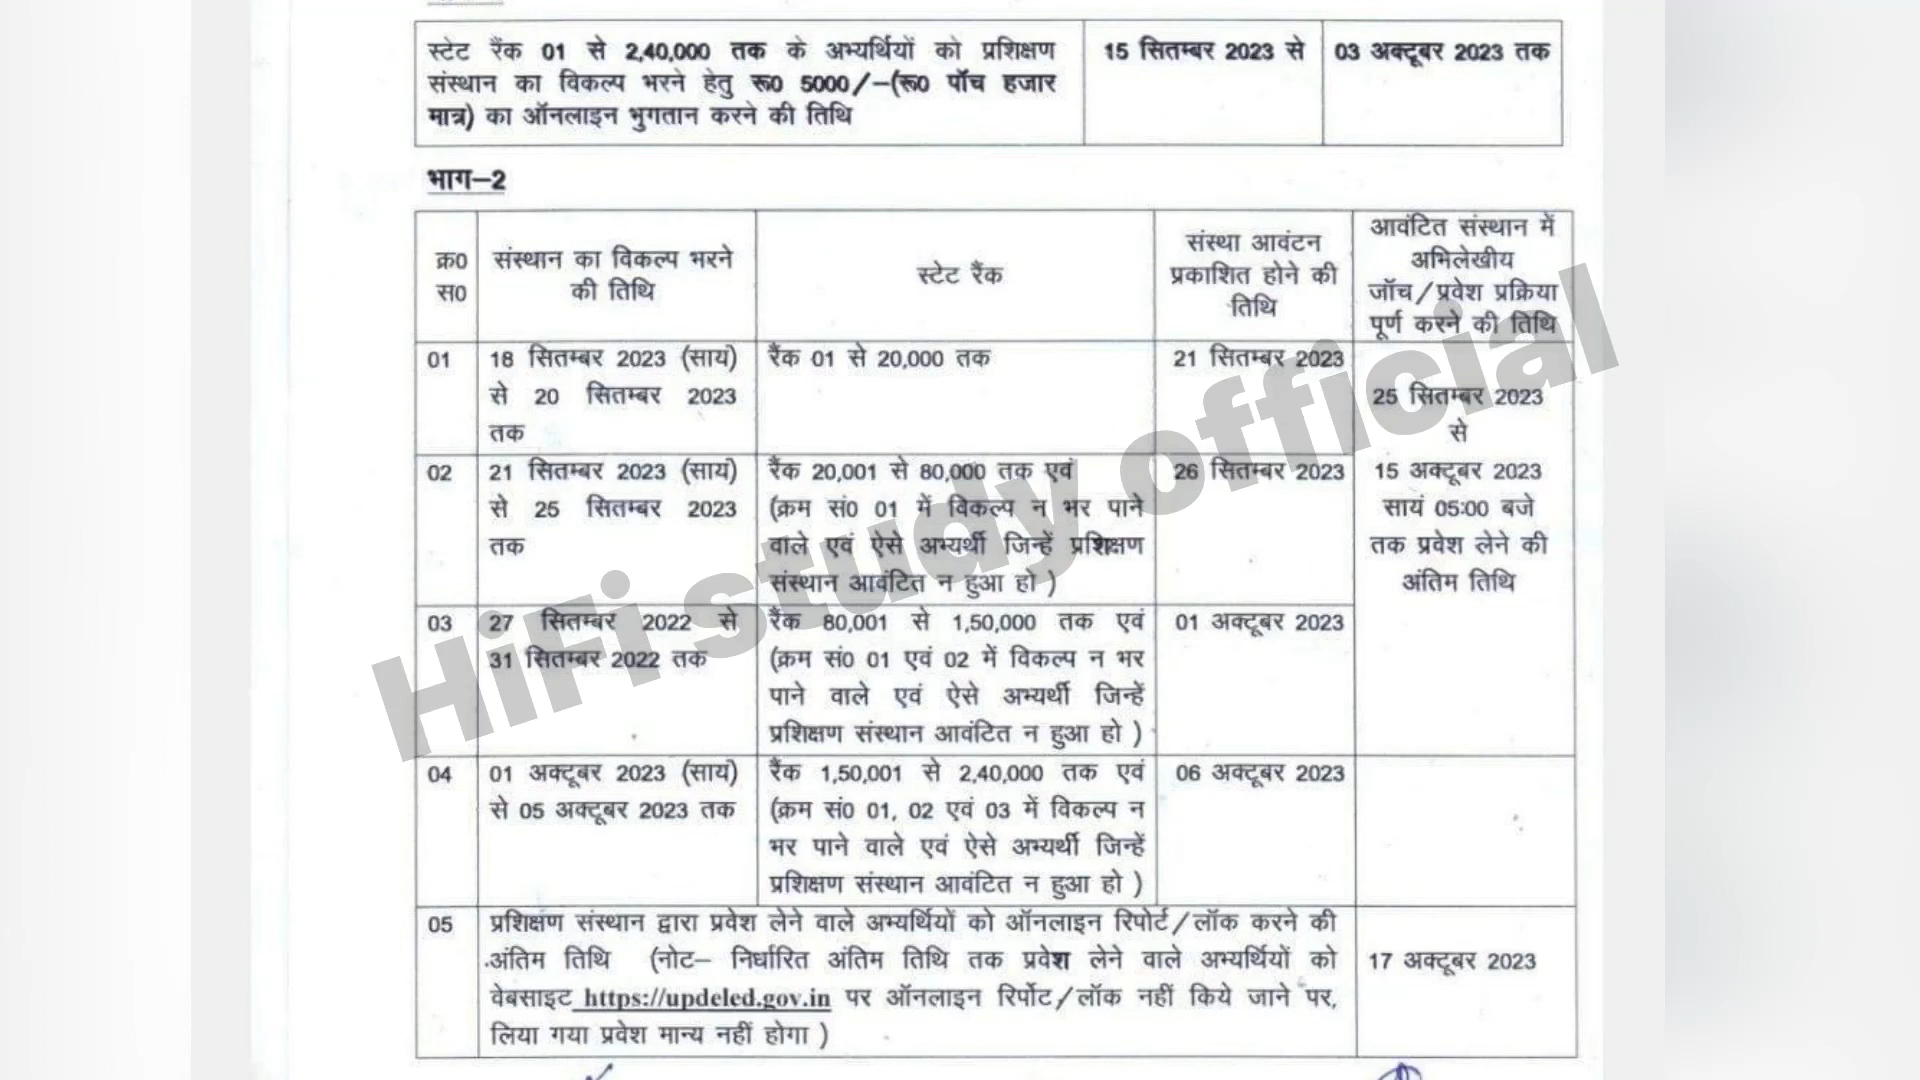 स्टेट रैंक 01 से 2,40,000 तक के अभ्यर्थियों को प्रशिक्षण
संस्थान का विकल्प भरने हेतु रू0 5000/-(रू0 पॉच हजार
मात्र) का ऑनलाइन भुगतान करने की तिथि
15 सितम्बर 2023 से
03 अक्टूबर 2023 तक
भाग–2
क्र0
स0
संस्थान का विकल्प भरने
की तिथि
स्टेट रैंक
संस्था आवंटन
प्रकाशित होने की
तिथि
आवंटित संस्थान में
अभिलेखीय
जॉच/प्रवेश प्रक्रिया
पूर्ण करने की तिथि
01
18 सितम्बर 2023 (सायं)
से 20 सितम्बर 2023
तक
रैंक 01 से 20,000 तक
21 सितम्बर 2023
25 सितम्बर 2023
से
15 अक्टूबर 2023
सायं 05:00 बजे
तक प्रवेश लेने की
अंतिम तिथि
02
21 सितम्बर 2023 (सायं)
से 25 सितम्बर 2023
तक
रैंक 20,001 से 80,000 तक एवं
(क्रम सं0 01 में विकल्प न भर पाने
वाले एवं ऐसे अभ्यर्थी जिन्हें प्रशिक्षण
संस्थान आवंटित न हुआ हो )
26 सितम्बर 2023
03
27 सितम्बर 2022 से
31 सितम्बर 2022 तक
रैंक 80,001 से 1,50,000 तक एवं
(क्रम सं0 01 एवं 02 में विकल्प न भर
पाने वाले एवं ऐसे अभ्यर्थी जिन्हें
प्रशिक्षण संस्थान आवंटित न हुआ हो )
01 अक्टूबर 2023
04
01 अक्टूबर 2023 (सायं)
से 05 अक्टूबर 2023 तक
रैंक 1,50,001 से 2,40,000 तक एवं
(क्रम सं0 01, 02 एवं 03 में विकल्प न
भर पाने वाले एवं ऐसे अभ्यर्थी जिन्हें
प्रशिक्षण संस्थान आवंटित न हुआ हो )
06 अक्टूबर 2023
05
प्रशिक्षण संस्थान द्वारा प्रवेश लेने वाले अभ्यर्थियों को ऑनलाइन रिपोर्ट/लॉक करने की
अंतिम तिथि (नोट– निर्धारित अंतिम तिथि तक प्रवेश लेने वाले अभ्यर्थियों को
वेबसाइट https://updeled.gov.in पर ऑनलाइन रिर्पोट/लॉक नहीं किये जाने पर,
लिया गया प्रवेश मान्य नहीं होगा )
17 अक्टूबर 2023
HiFi study official